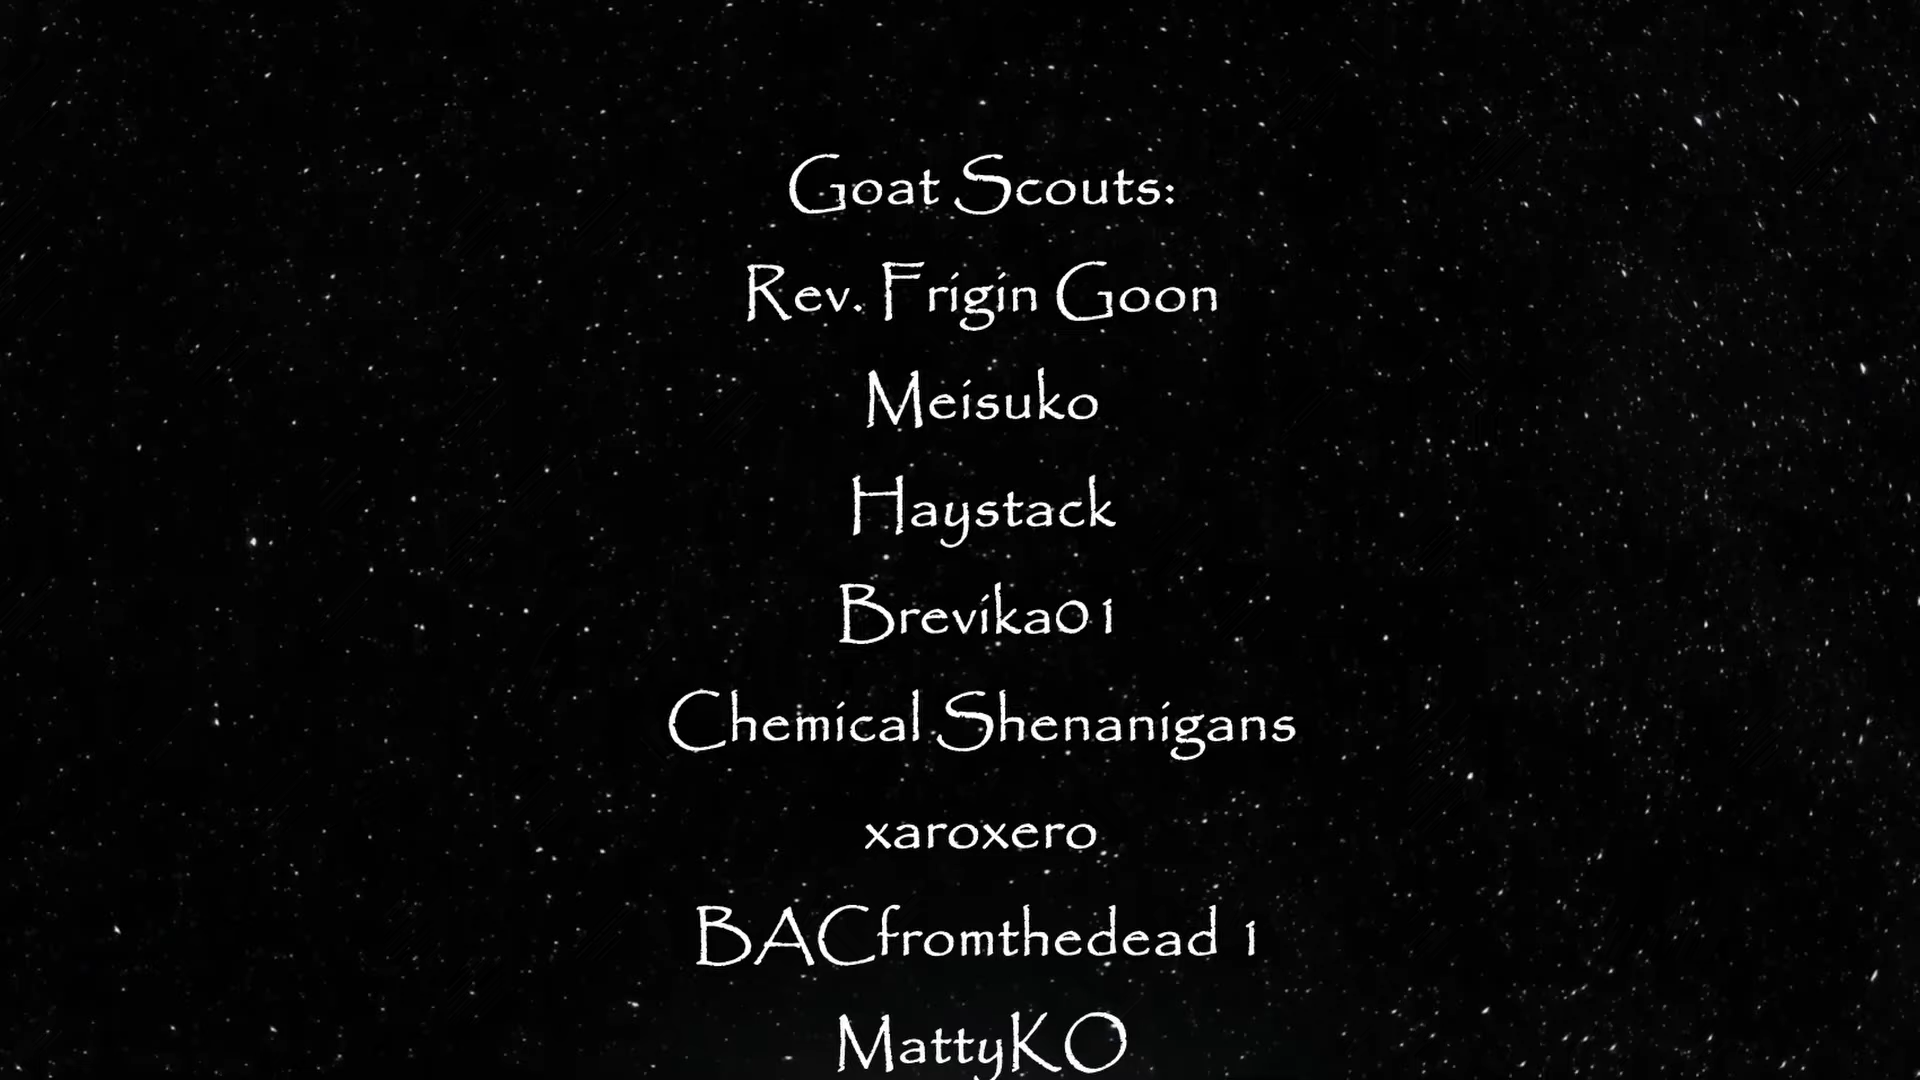 Goat Scouts:
Rev. Frigin Goon
Meisuko
Haystack
Brevika01
Chemical Shenanigans
xaroxero
BACfromthedead 1
MattyKO